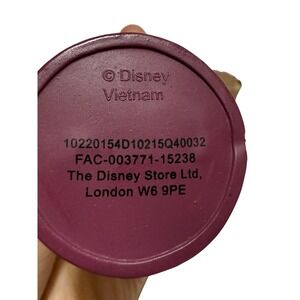 © Disney
Vietnam
10220154D10215Q40032
FAC-003771-15238
The Disney Store Ltd,
London W6 9PE